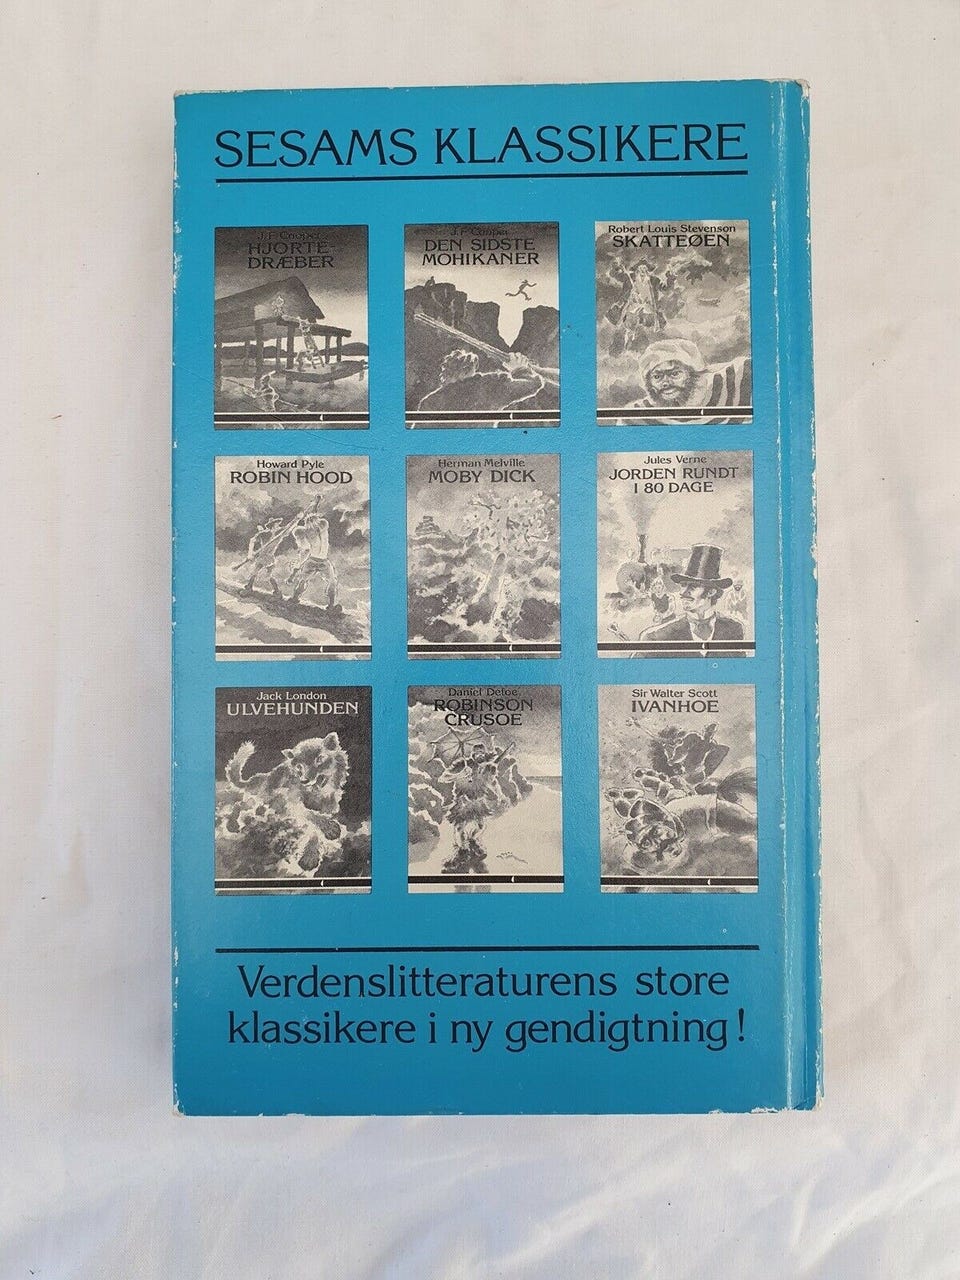 SESAMS KLASSIKERE
J.F. Cooper
HJORTE-
DRÆBER
J.F. Cooper
DEN SIDSTE
MOHIKANER
Robert Louis Stevenson
SKATTEØEN
Howard Pyle
ROBIN HOOD
Herman Melville
MOBY DICK
Jules Verne
JORDEN RUNDT
I 80 DAGE
Jack London
ULVEHUNDEN
Daniel Defoe
ROBINSON
CRUSOE
Sir Walter Scott
IVANHOE
Verdenslitteraturens store
klassikere i ny gendigtning!